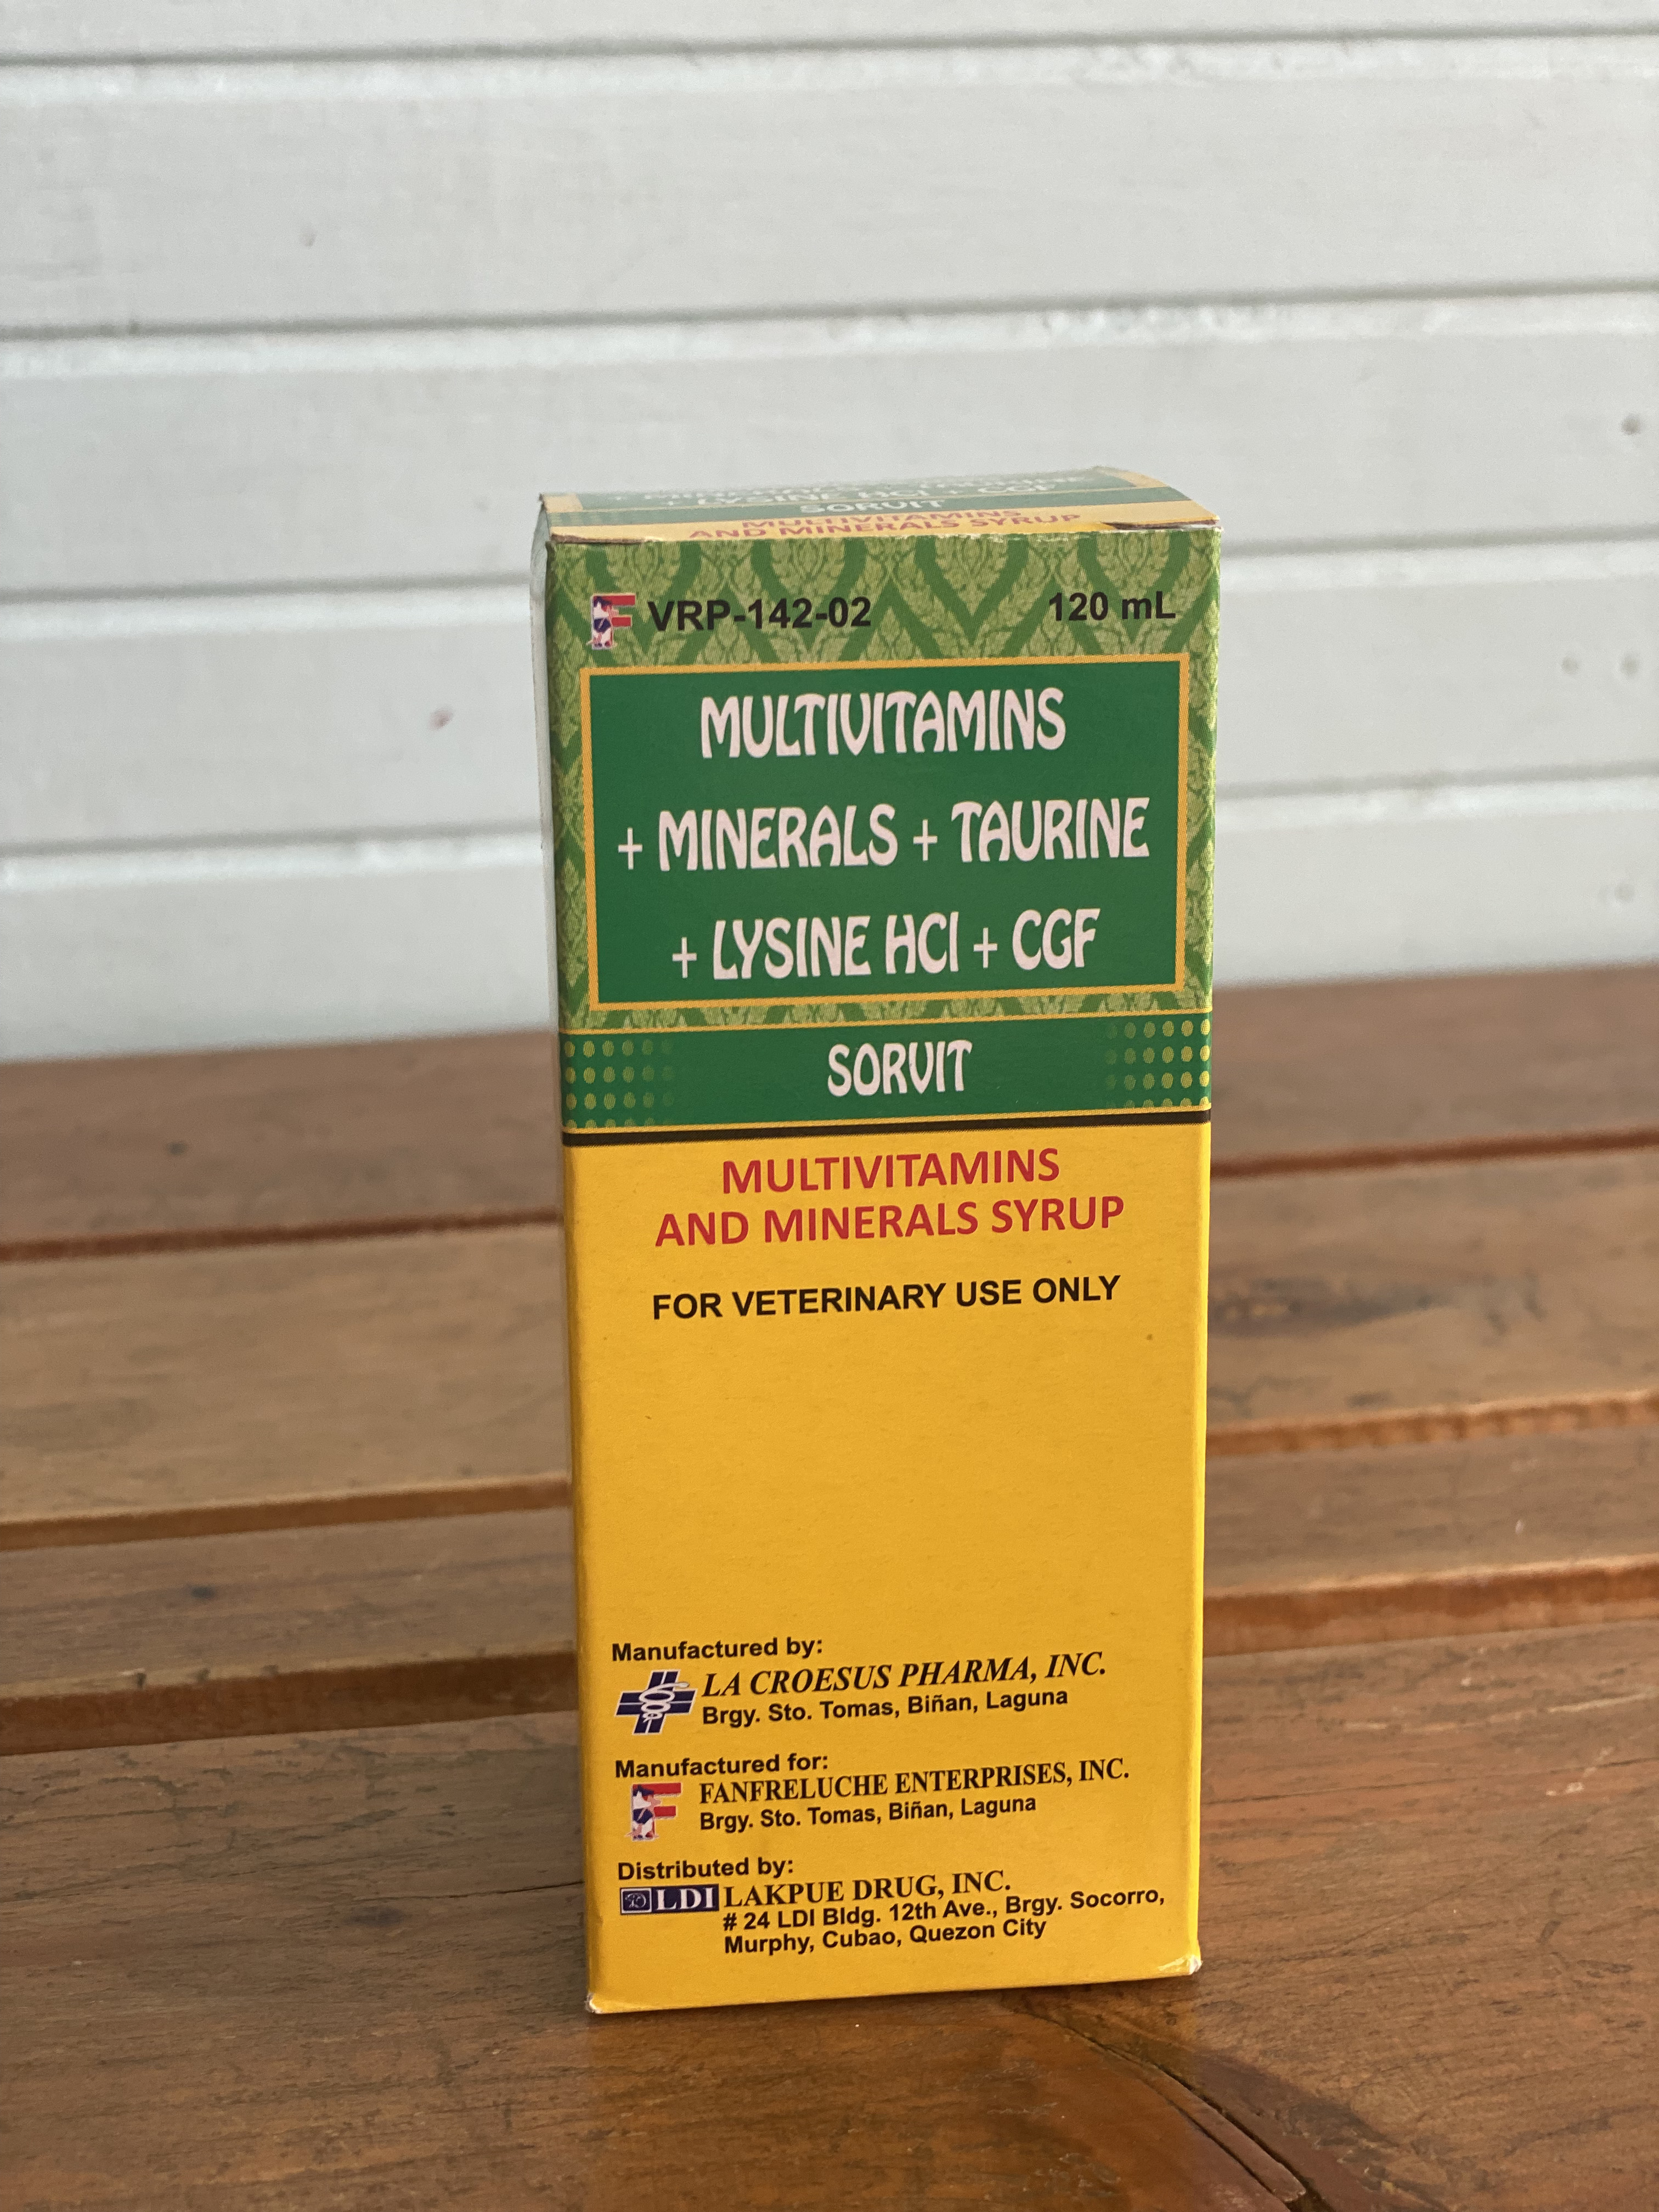 + LYSINE HCl + CGF
SORVIT
MULTIVITAMINS
AND MINERALS SYRUP
VRP-142-02
120 mL
MULTIVITAMINS
+ MINERALS + TAURINE
+ LYSINE HCl + CGF
SORVIT
MULTIVITAMINS
AND MINERALS SYRUP
FOR VETERINARY USE ONLY
Manufactured by:
LA CROESUS PHARMA, INC.
Brgy. Sto. Tomas, Biñan, Laguna
Manufactured for:
F FANFRELUCHE ENTERPRISES, INC.
Brgy. Sto. Tomas, Biñan, Laguna
Distributed by:
LDI LAKPUE DRUG, INC.
# 24 LDI Bldg. 12th Ave., Brgy. Socorro,
Murphy, Cubao, Quezon City